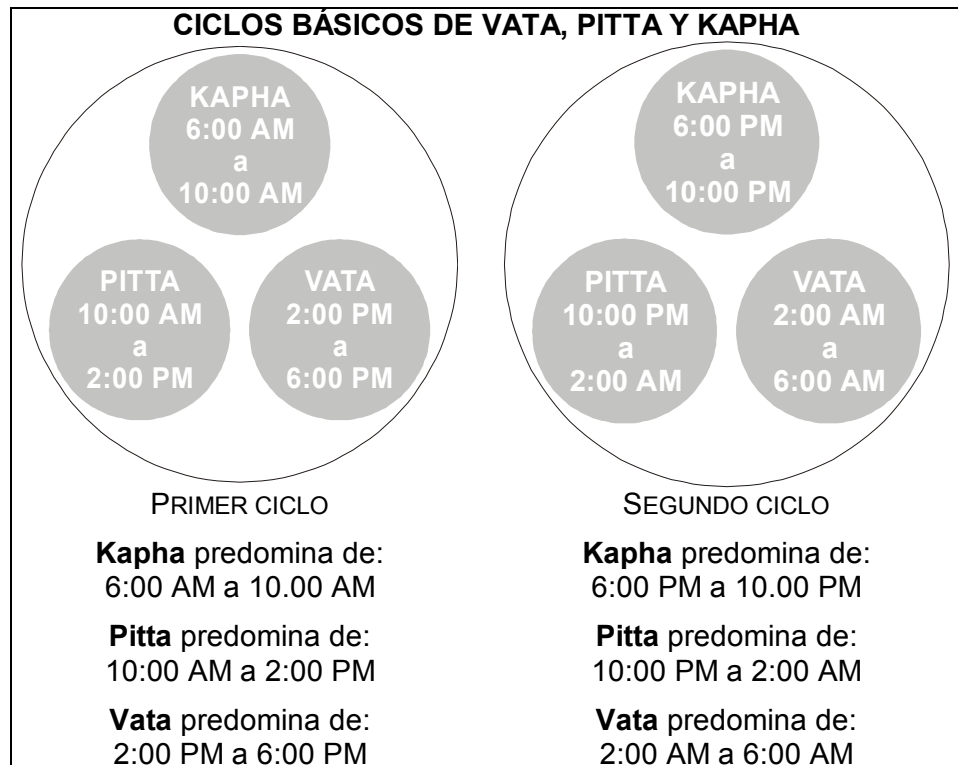 CICLOS BÁSICOS DE VATA, PITTA Y KAPHA
KAPHA
6:00 AM
a
10:00 AM
PITTA
10:00 AM
a
2:00 PM
VATA
2:00 PM
a
6:00 PM
KAPHA
6:00 PM
a
10:00 PM
PITTA
10:00 PM
a
2:00 AM
VATA
2:00 AM
a
6:00 AM
PRIMER CICLO
Kapha predomina de:
6:00 AM a 10.00 AM
Pitta predomina de:
10:00 AM a 2:00 PM
Vata predomina de:
2:00 PM a 6:00 PM
SEGUNDO CICLO
Kapha predomina de:
6:00 PM a 10.00 PM
Pitta predomina de:
10:00 PM a 2:00 AM
Vata predomina de:
2:00 AM a 6:00 AM